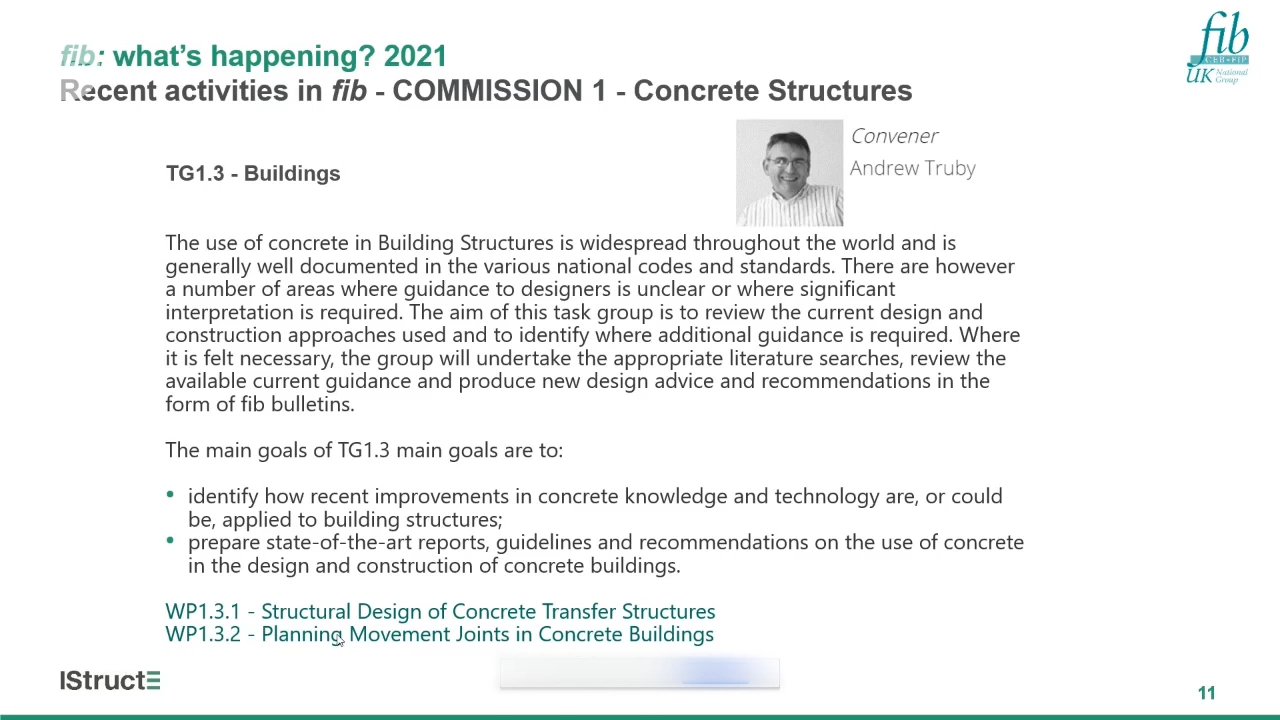 fib: what's happening? 2021
Recent activities in fib - COMMISSION 1 - Concrete Structures
fib
CEB-FIP
UK National
Group
Convener
Andrew Truby
TG1.3 - Buildings
The use of concrete in Building Structures is widespread throughout the world and is
generally well documented in the various national codes and standards. There are however
a number of areas where guidance to designers is unclear or where significant
interpretation is required. The aim of this task group is to review the current design and
construction approaches used and to identify where additional guidance is required. Where
it is felt necessary, the group will undertake the appropriate literature searches, review the
available current guidance and produce new design advice and recommendations in the
form of fib bulletins.
The main goals of TG1.3 main goals are to:
• identify how recent improvements in concrete knowledge and technology are, or could
be, applied to building structures;
• prepare state-of-the-art reports, guidelines and recommendations on the use of concrete
in the design and construction of concrete buildings.
WP1.3.1 - Structural Design of Concrete Transfer Structures
WP1.3.2 - Planning Movement Joints in Concrete Buildings
IStructE
11